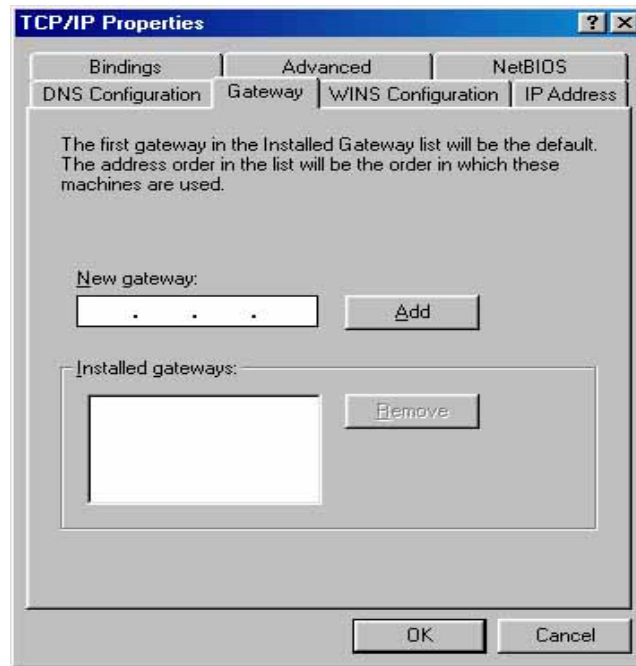 TCP/IP Properties
Bindings
Advanced
NetBIOS
DNS Configuration
Gateway
WINS Configuration
IP Address
The first gateway in the Installed Gateway list will be the default.
The address order in the list will be the order in which these
machines are used.
New gateway:
. . .
Add
Installed gateways:
Remove
OK
Cancel